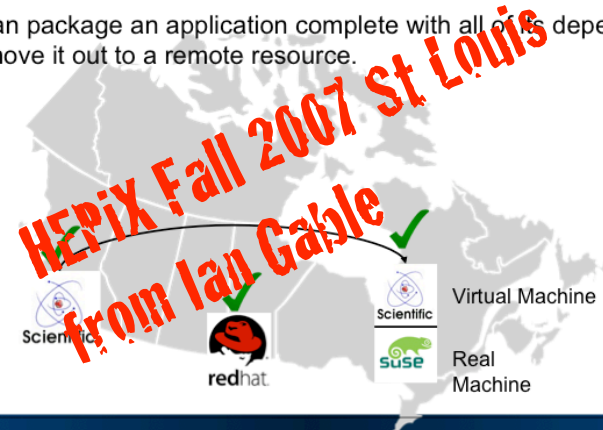 an package an application complete with all of its depe
nove it out to a remote resource.
HEPiX Fall 2007 St Louis
from Ian Gable
Scientific
redhat.
Scientific
Virtual Machine
suse
Real
Machine